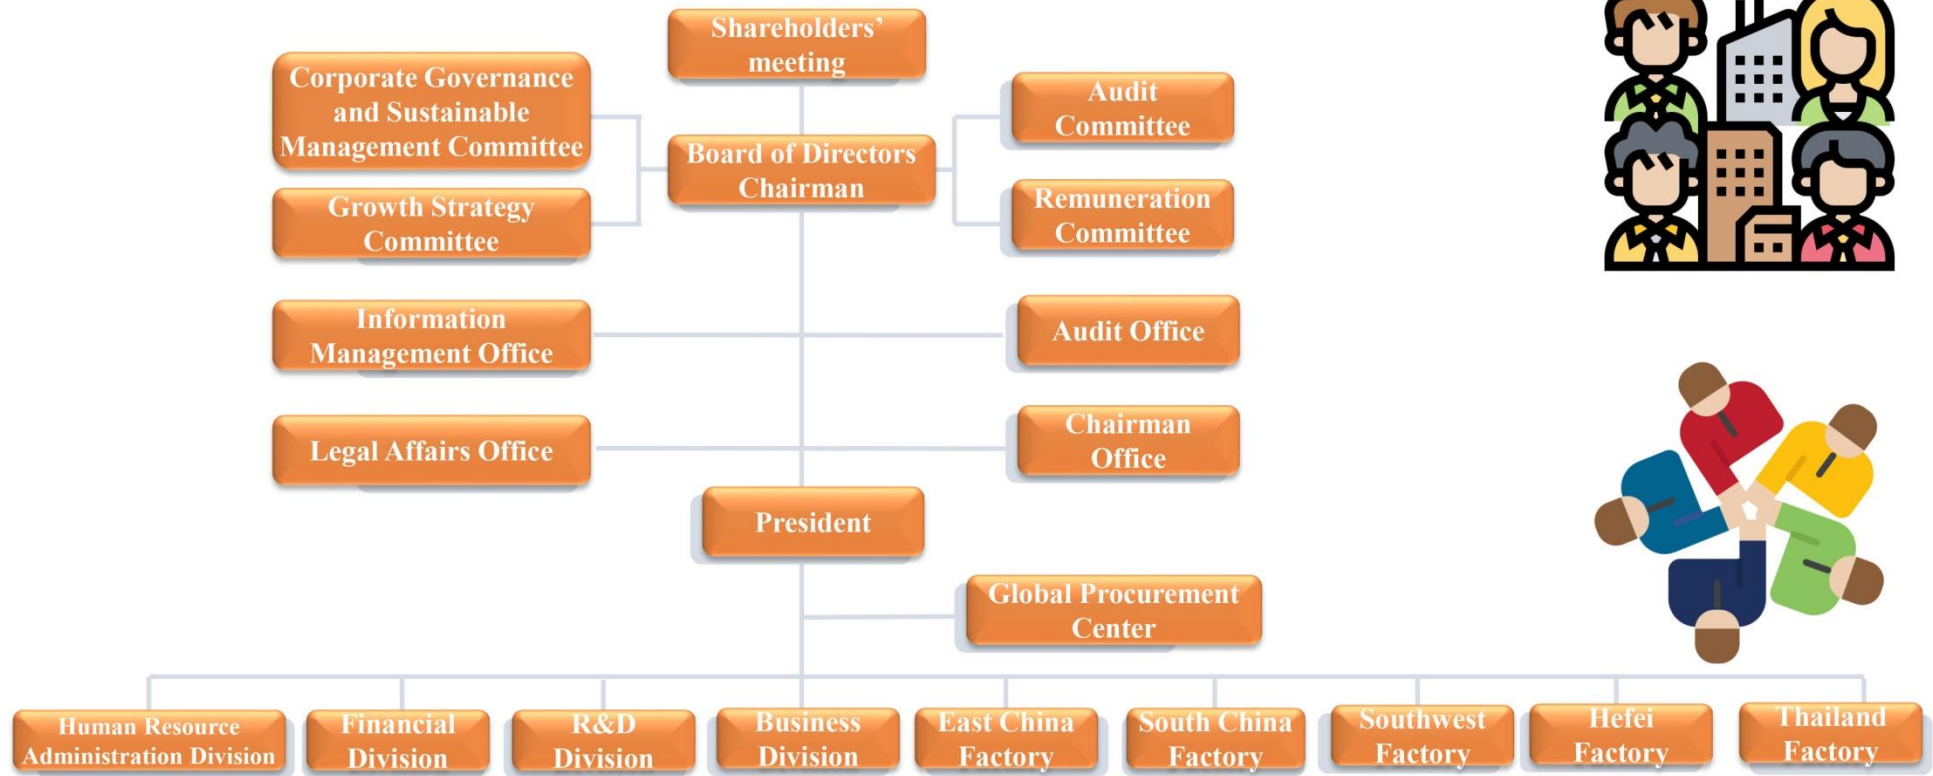 Shareholders'
meeting
Corporate Governance
and Sustainable
Management Committee
Audit
Committee
Board of Directors
Chairman
Growth Strategy
Committee
Remuneration
Committee
Information
Management Office
Audit Office
Legal Affairs Office
Chairman
Office
President
Global Procurement
Center
Human Resource
Administration Division
Financial
Division
R&D
Division
Business
Division
East China
Factory
South China
Factory
Southwest
Factory
Hefei
Factory
Thailand
Factory